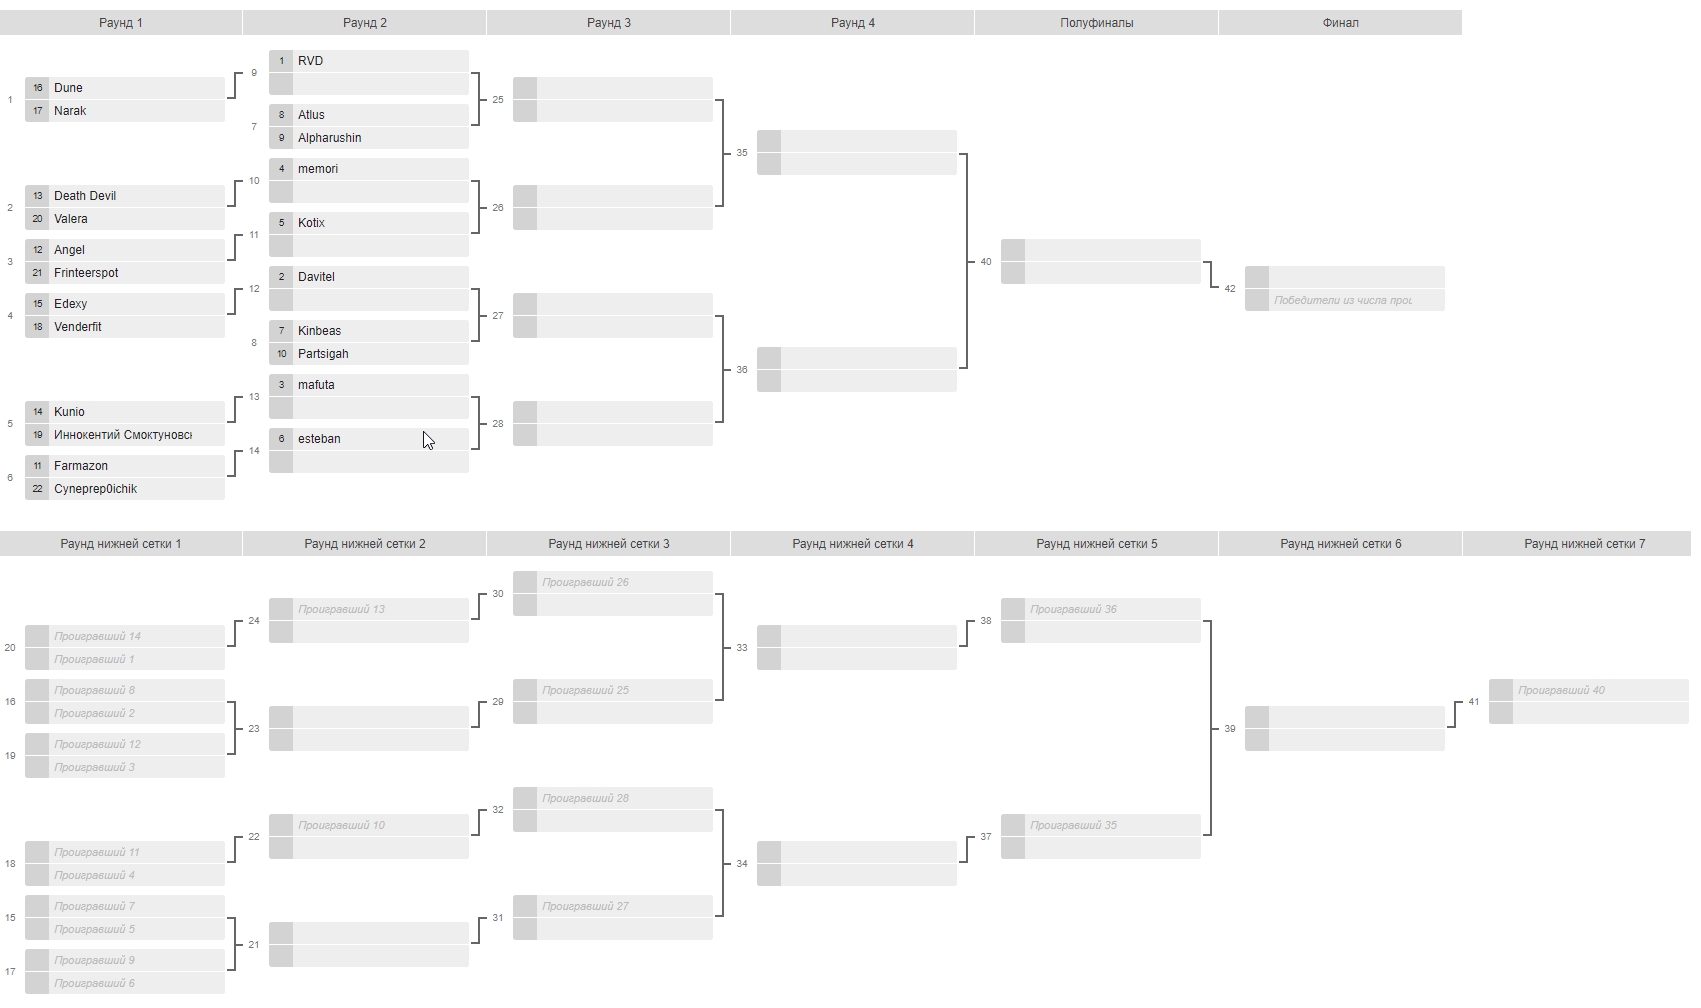 Раунд 1
Раунд 2
Раунд 3
Раунд 4
Полуфиналы
Финал
1
16 Dune
17 Narak
2
13 Death Devil
20 Valera
3
12 Angel
21 Frinteerspot
4
15 Edexy
18 Venderfit
5
14 Kunio
19 Иннокентий Смоктуновск
6
11 Farmazon
22 Cyneprep0ichik
9
1 RVD
7
8 Atlus
9 Alpharushin
10
4 memori
11
5 Kotix
12
2 Davitel
8
7 Kinbeas
10 Partsigah
13
3 mafuta
14
6 esteban
25
26
27
28
35
36
40
42
Победители из числа прои
Раунд нижней сетки 1
Раунд нижней сетки 2
Раунд нижней сетки 3
Раунд нижней сетки 4
Раунд нижней сетки 5
Раунд нижней сетки 6
Раунд нижней сетки 7
20
Проигравший 14
Проигравший 1
16
Проигравший 8
Проигравший 2
19
Проигравший 12
Проигравший 3
18
Проигравший 11
Проигравший 4
15
Проигравший 7
Проигравший 5
17
Проигравший 9
Проигравший 6
24
Проигравший 13
23
22
Проигравший 10
21
30
Проигравший 26
29
Проигравший 25
32
Проигравший 28
31
Проигравший 27
33
34
38
Проигравший 36
37
Проигравший 35
39
41
Проигравший 40